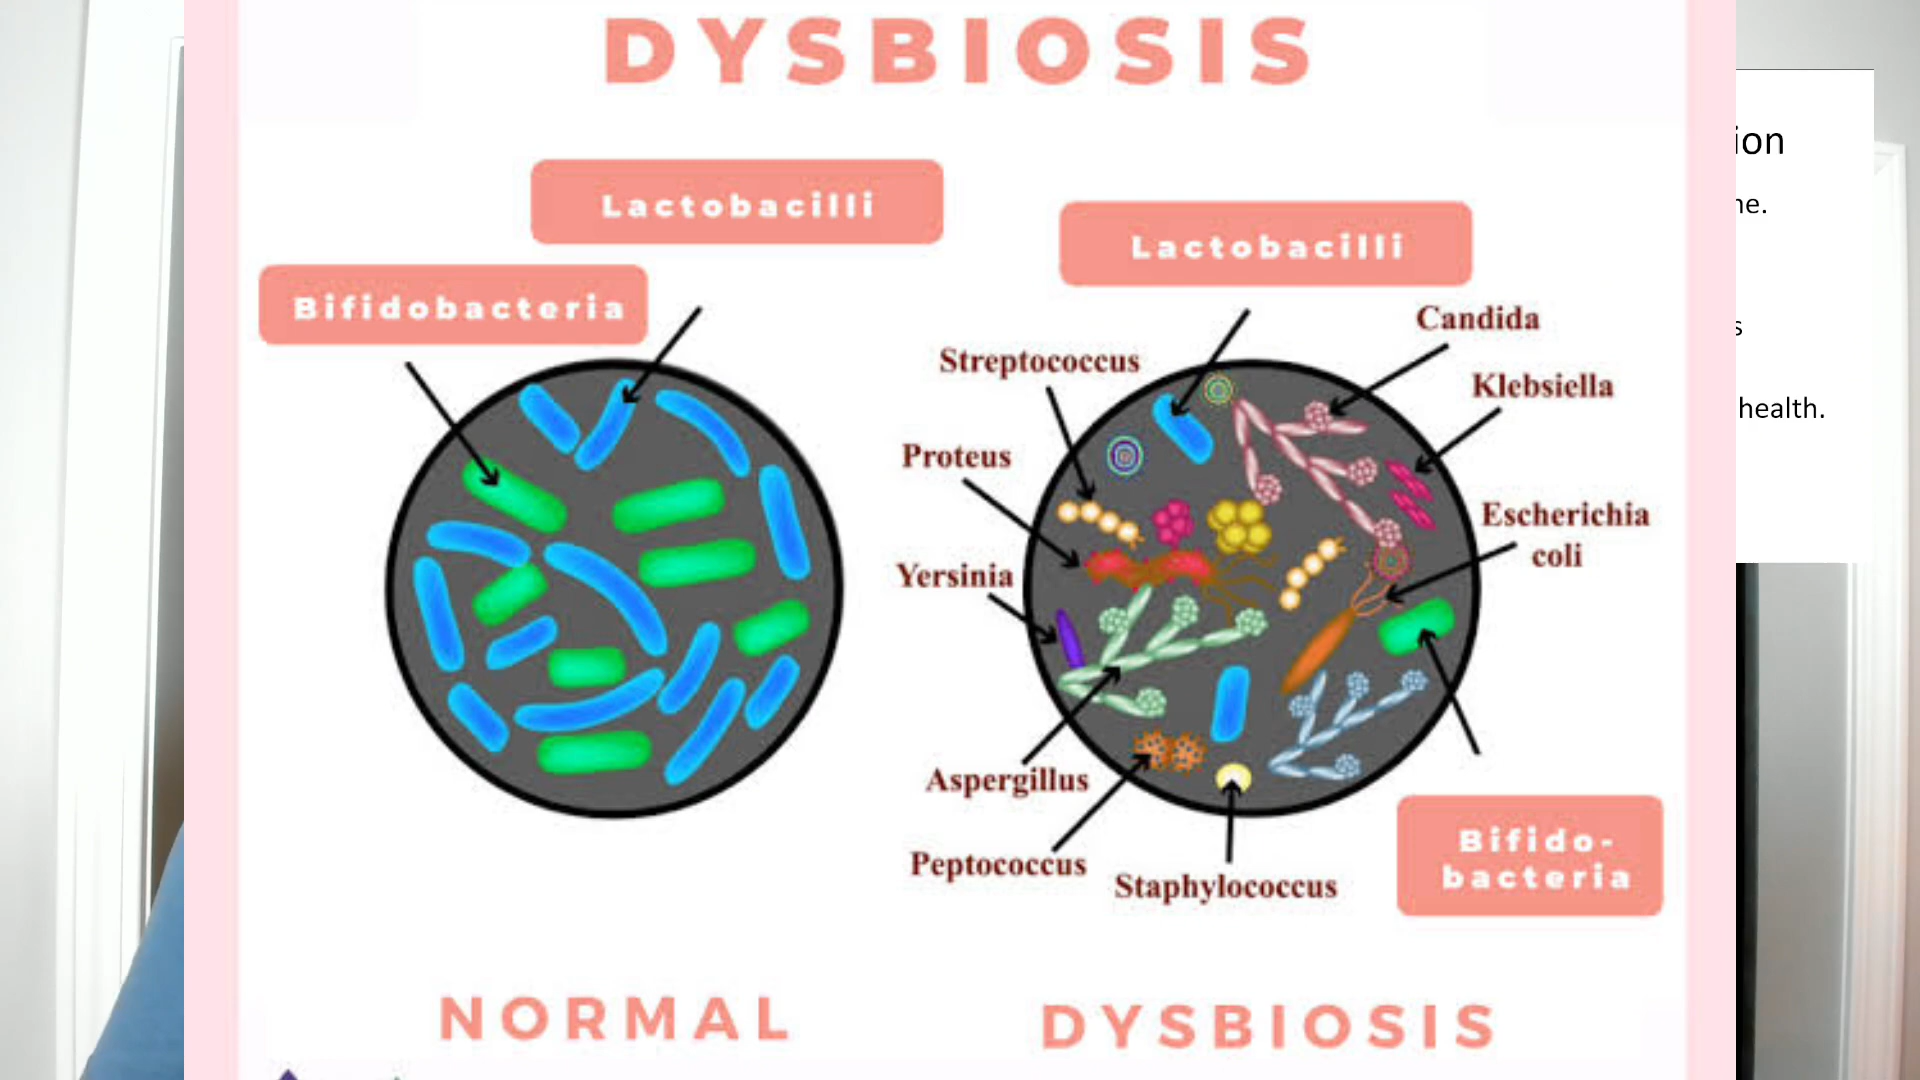 DYSBIOSIS
Lactobacilli
Lactobacilli
Bifidobacteria
Candida
Streptococcus
Klebsiella
Proteus
Escherichia
coli
Yersinia
Aspergillus
Peptococcus
Staphylococcus
Bifido-
bacteria
NORMAL
DYSBIOSIS
ion
ne.
s
health.